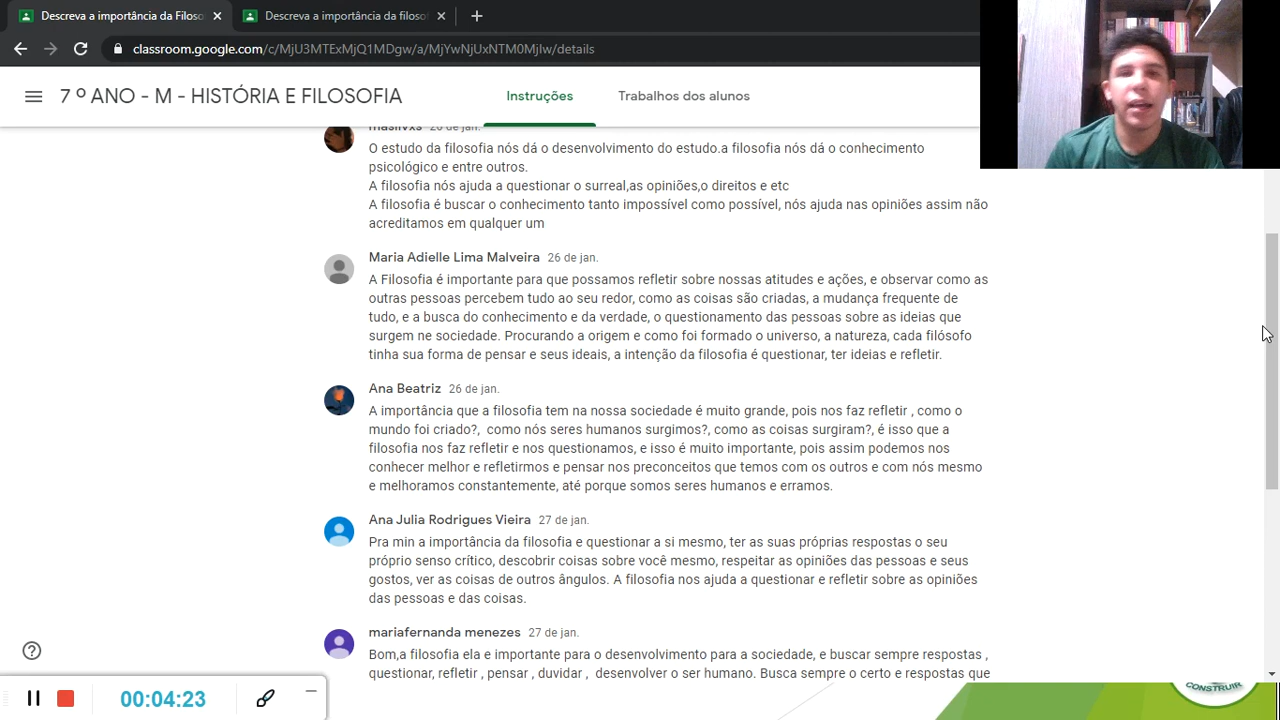 Descreva a importância da Filoso
Descreva a importância da filosof
classroom.google.com/c/MjU3MTExMjQ1MDgw/a/MjYwNjUxNTM0MjIw/details
7 º ANO - M - HISTÓRIA E FILOSOFIA
Instruções
Trabalhos dos alunos
26 de jan.
O estudo da filosofia nós dá o desenvolvimento do estudo.a filosofia nós dá o conhecimento
psicológico e entre outros.
A filosofia nós ajuda a questionar o surreal,as opiniões,o direitos e etc
A filosofia é buscar o conhecimento tanto impossível como possível, nós ajuda nas opiniões assim não
acreditamos em qualquer um
Maria Adielle Lima Malveira 26 de jan.
A Filosofia é importante para que possamos refletir sobre nossas atitudes e ações, e observar como as
outras pessoas percebem tudo ao seu redor, como as coisas são criadas, a mudança frequente de
tudo, e a busca do conhecimento e da verdade, o questionamento das pessoas sobre as ideias que
surgem ne sociedade. Procurando a origem e como foi formado o universo, a natureza, cada filósofo
tinha sua forma de pensar e seus ideais, a intenção da filosofia é questionar, ter ideias e refletir.
Ana Beatriz 26 de jan.
A importância que a filosofia tem na nossa sociedade é muito grande, pois nos faz refletir , como o
mundo foi criado?, como nós seres humanos surgimos?, como as coisas surgiram?, é isso que a
filosofia nos faz refletir e nos questionamos, e isso é muito importante, pois assim podemos nos
conhecer melhor e refletirmos e pensar nos preconceitos que temos com os outros e com nós mesmo
e melhoramos constantemente, até porque somos seres humanos e erramos.
Ana Julia Rodrigues Vieira 27 de jan.
Pra min a importância da filosofia e questionar a si mesmo, ter as suas próprias respostas o seu
próprio senso crítico, descobrir coisas sobre você mesmo, respeitar as opiniões das pessoas e seus
gostos, ver as coisas de outros ângulos. A filosofia nos ajuda a questionar e refletir sobre as opiniões
das pessoas e das coisas.
mariafernanda menezes 27 de jan.
Bom,a filosofia ela e importante para o desenvolvimento para a sociedade, e buscar sempre respostas ,
questionar, refletir , pensar , duvidar , desenvolver o ser humano. Busca sempre o certo e respostas que
00:04:23
CONSTRUIR